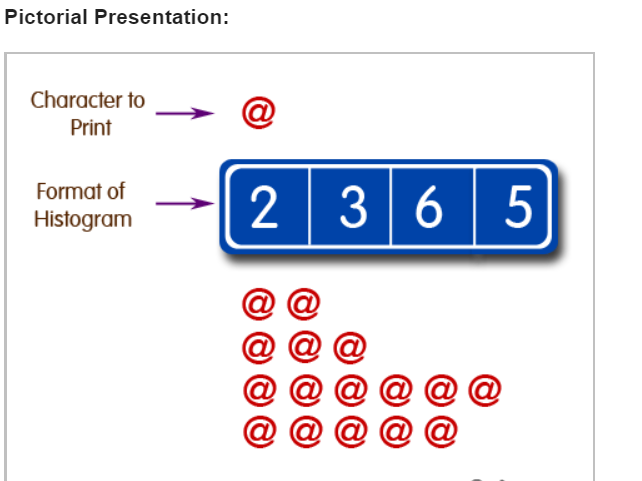 Pictorial Presentation:
Character to
Print
@
Format of
Histogram
2 3 6 5
@ @
@ @ @
@ @ @ @ @ @
@ @ @ @ @